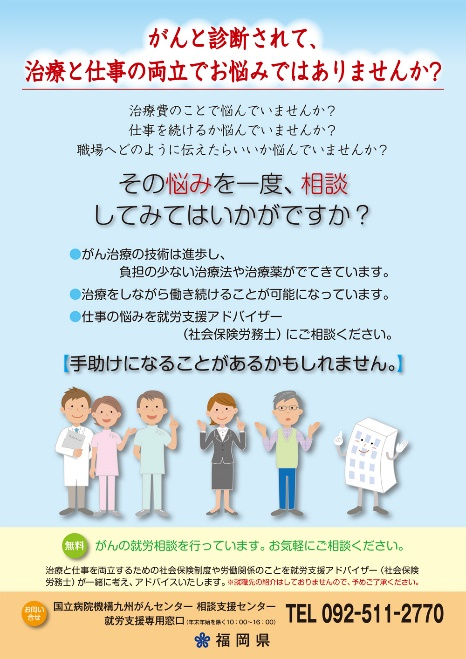 がんと診断されて、
治療と仕事の両立でお悩みではありませんか?
治療費のことで悩んでいませんか？
仕事を続けるか悩んでいませんか？
職場へどのように伝えたらいいか悩んでいませんか？
その悩みを一度、相談
してみてはいかがですか？
●がん治療の技術は進歩し、
負担の少ない治療法や治療薬がでてきています。
●治療をしながら働き続けることが可能になっています。
●仕事の悩みを就労支援アドバイザー
（社会保険労務士）にご相談ください。
【手助けになることがあるかもしれません。】
無料 がんの就労相談を行っています。お気軽にご相談ください。
治療と仕事を両立するための社会保険制度や労働関係のことを就労支援アドバイザー（社会保険
労務士）が一緒に考え、アドバイスいたします。※就職先の紹介はしておりませんので、予めご了承ください。
お問い
合せ
国立病院機構九州がんセンター 相談支援センター
就労支援専用窓口（年末年始を除く10：00〜16：00）
TEL 092-511-2770
福岡県